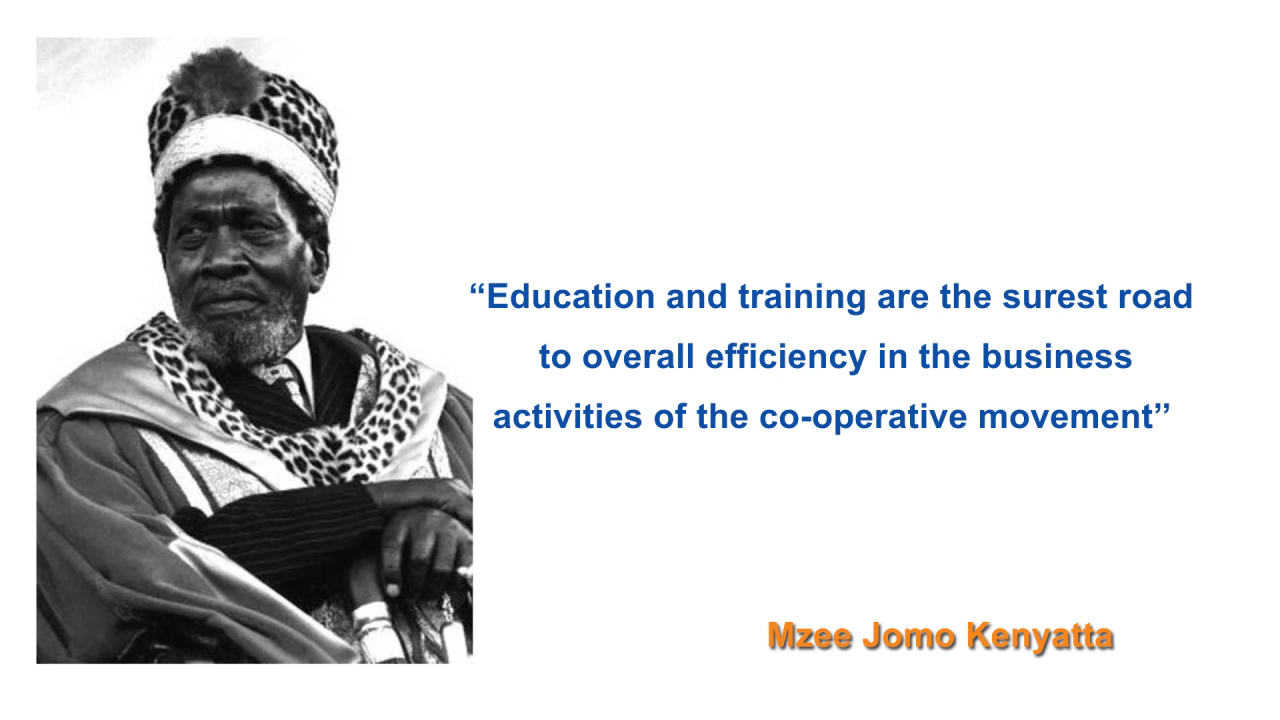 “Education and training are the surest road
to overall efficiency in the business
activities of the co-operative movement”
Mzee Jomo Kenyatta